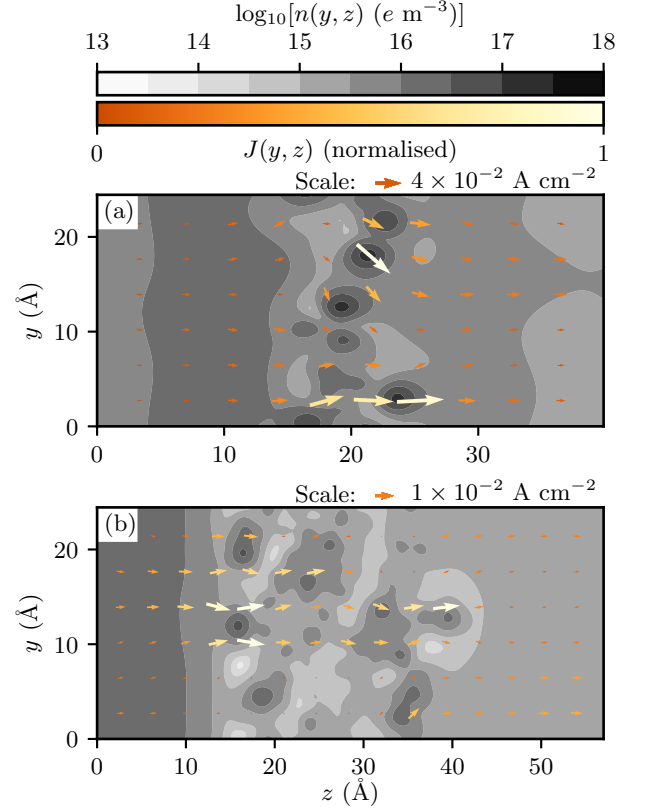 log₁₀[n(y, z) (e m⁻³)]
13 14 15 16 17 18
0 J(y, z) (normalised) 1
Scale: 4 × 10⁻² A cm⁻²
(a)
20
10
0
y (Å)
0 10 20 30
Scale: 1 × 10⁻² A cm⁻²
(b)
20
10
0
y (Å)
0 10 20 30 40 50
z (Å)